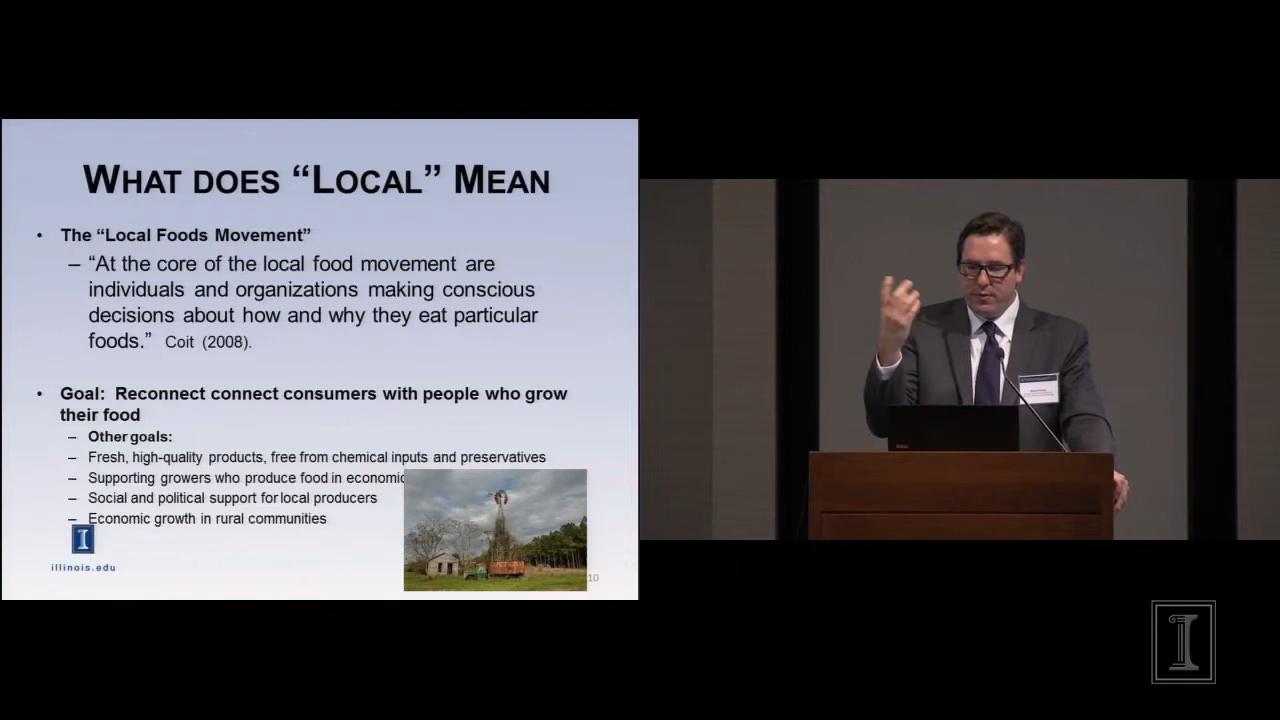 WHAT DOES “LOCAL” MEAN
• The “Local Foods Movement”
– “At the core of the local food movement are
individuals and organizations making conscious
decisions about how and why they eat particular
foods.” Coit (2008).
• Goal: Reconnect connect consumers with people who grow
their food
– Other goals:
– Fresh, high-quality products, free from chemical inputs and preservatives
– Supporting growers who produce food in economic
– Social and political support for local producers
– Economic growth in rural communities
I
illinois.edu
10
I